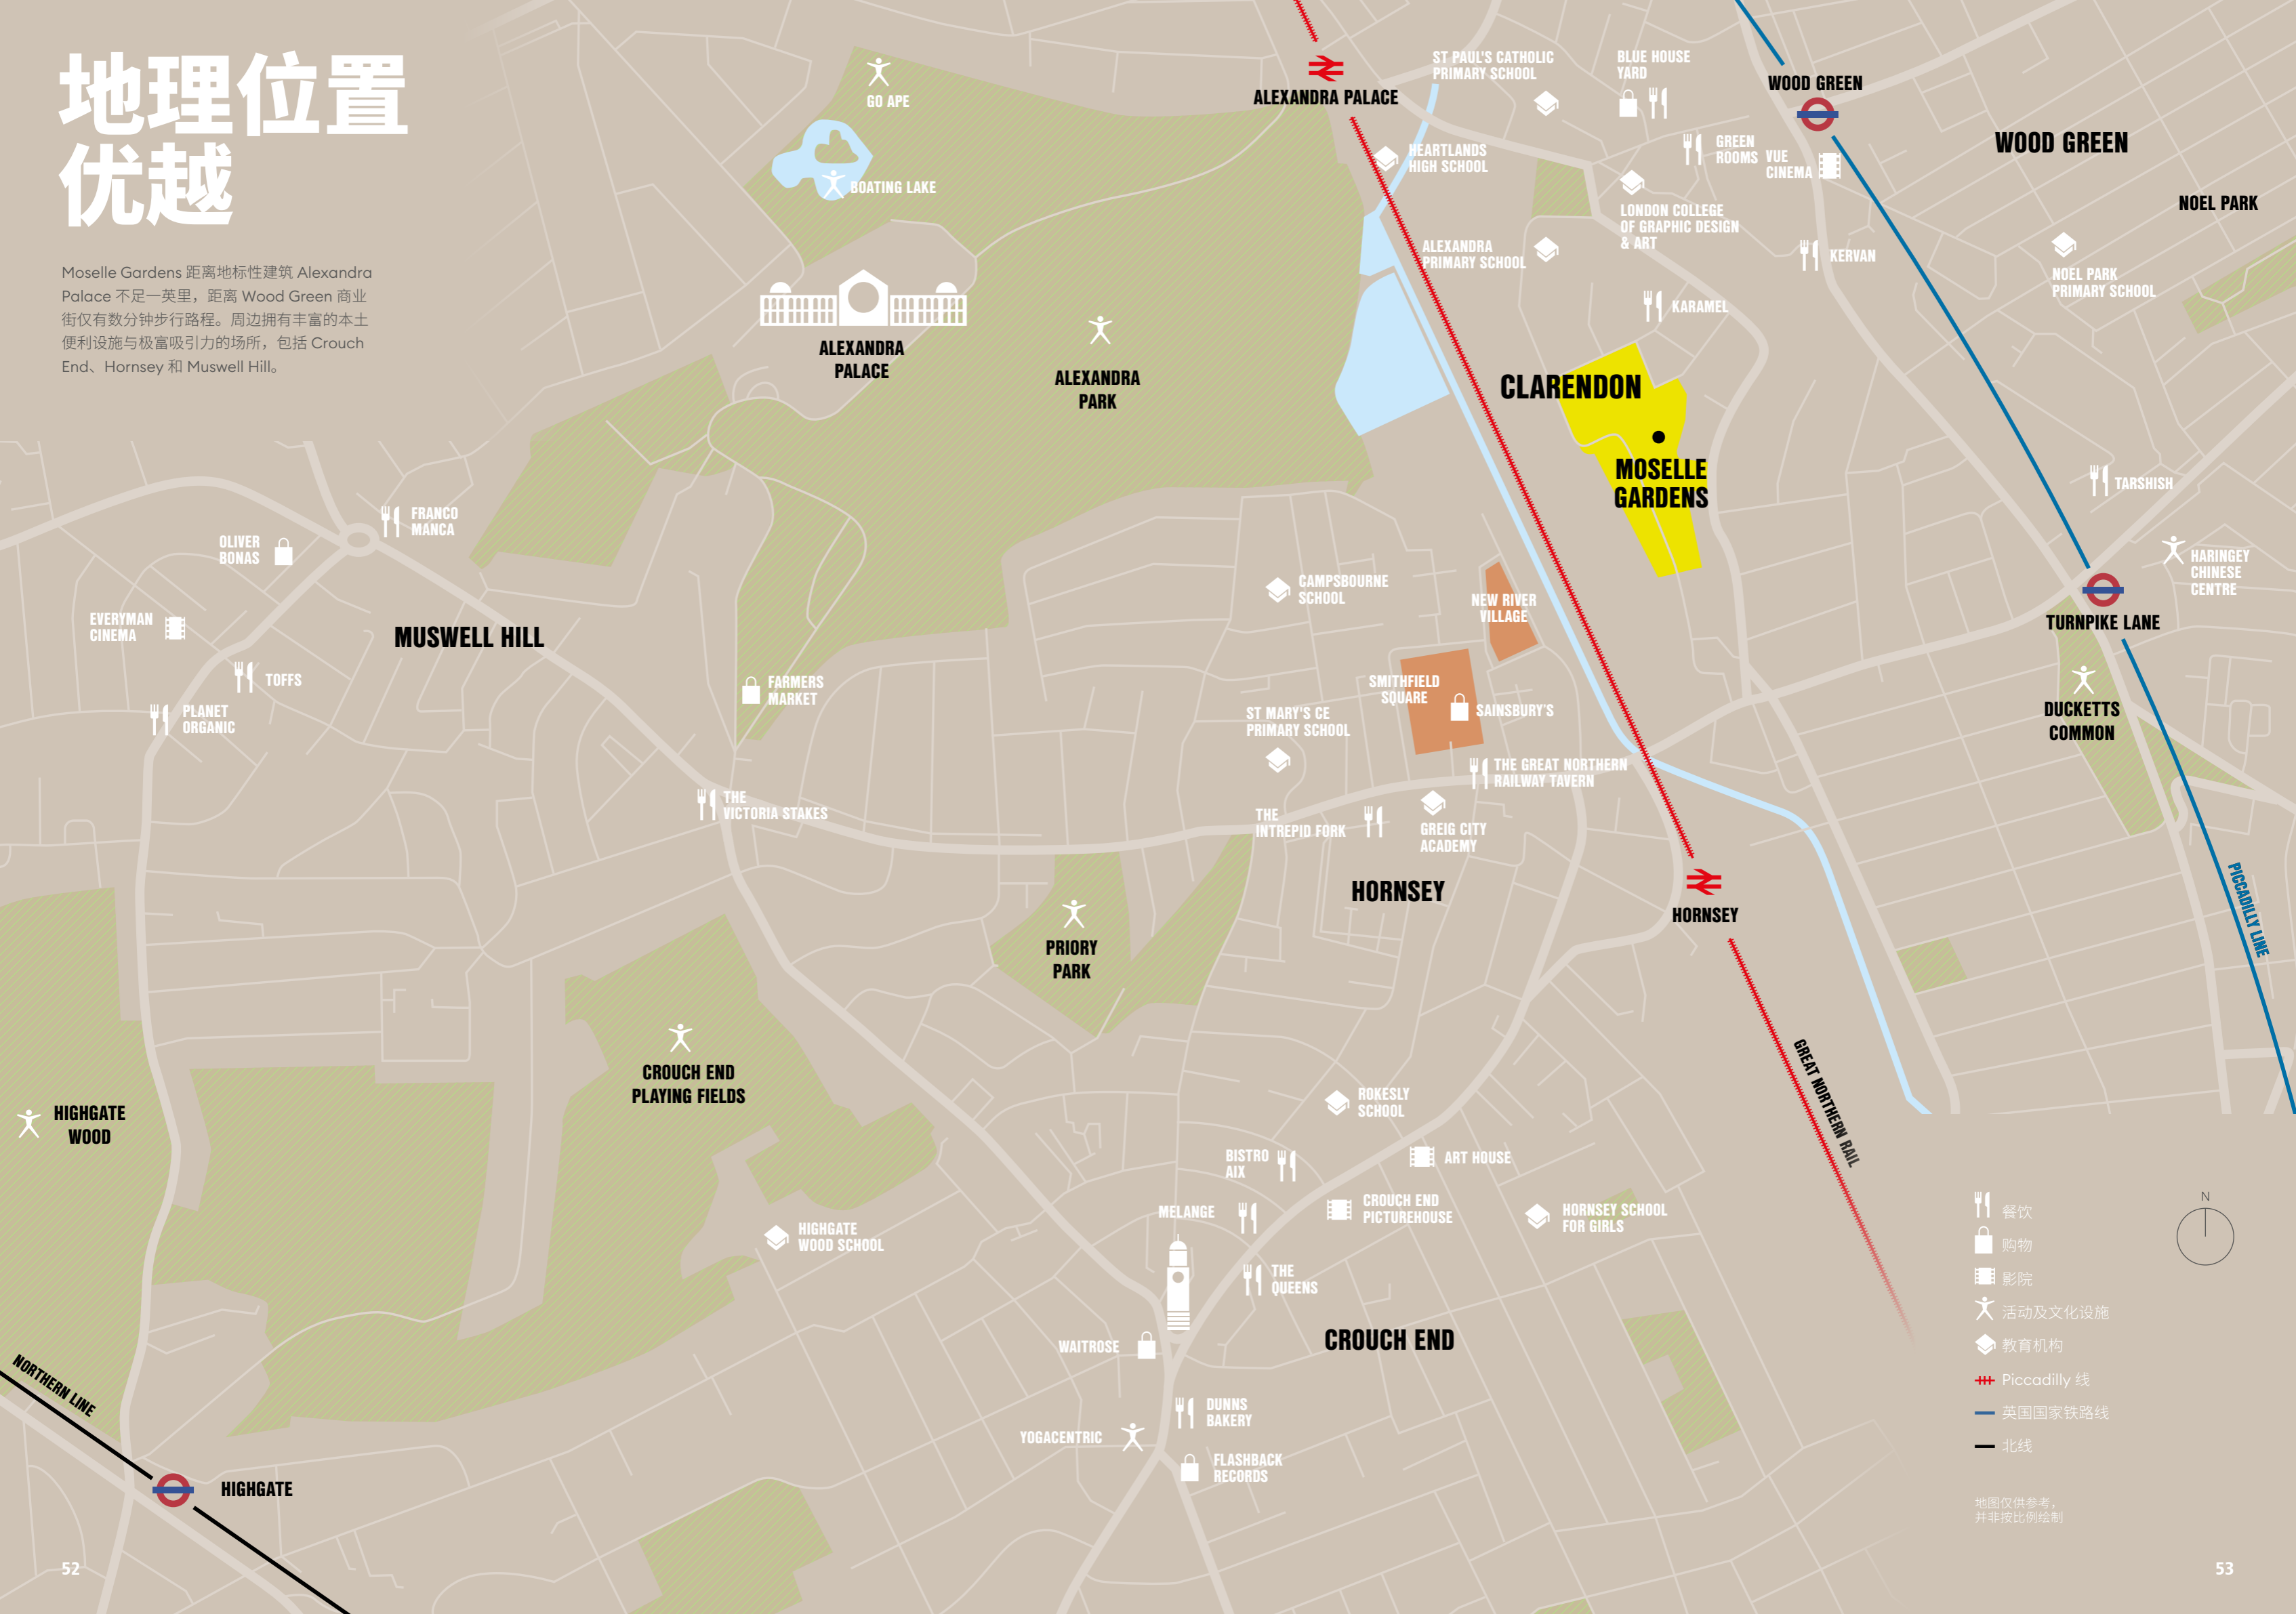 地理位置
优越
Moselle Gardens 距离地标性建筑 Alexandra
Palace 不足一英里，距离 Wood Green 商业
街仅有数分钟步行路程。周边拥有丰富的本土
便利设施与极富吸引力的场所，包括 Crouch
End、Hornsey 和 Muswell Hill。
GO APE
BOATING LAKE
ALEXANDRA
PALACE
ALEXANDRA
PARK
ALEXANDRA PALACE
ST PAUL'S CATHOLIC
PRIMARY SCHOOL
BLUE HOUSE
YARD
WOOD GREEN
WOOD GREEN
NOEL PARK
HEARTLANDS
HIGH SCHOOL
GREEN
ROOMS
VUE
CINEMA
LONDON COLLEGE
OF GRAPHIC DESIGN
& ART
ALEXANDRA
PRIMARY SCHOOL
KERVAN
NOEL PARK
PRIMARY SCHOOL
KARAMEL
CLARENDON
MOSELLE
GARDENS
TARSHISH
HARINGEY
CHINESE
CENTRE
TURNPIKE LANE
DUCKETTS
COMMON
PICCADILLY LINE
FRANCO
MANCA
OLIVER
BONAS
EVERYMAN
CINEMA
MUSWELL HILL
TOFFS
PLANET
ORGANIC
FARMERS
MARKET
THE
VICTORIA STAKES
CAMPSBOURNE
SCHOOL
NEW RIVER
VILLAGE
SMITHFIELD
SQUARE
SAINSBURY'S
ST MARY'S CE
PRIMARY SCHOOL
THE GREAT NORTHERN
RAILWAY TAVERN
THE
INTREPID FORK
GREIG CITY
ACADEMY
HORNSEY
HORNSEY
PRIORY
PARK
GREAT NORTHERN RAIL
CROUCH END
PLAYING FIELDS
HIGHGATE
WOOD
HIGHGATE
WOOD SCHOOL
ROKESLY
SCHOOL
BISTRO
AIX
ART HOUSE
MELANGE
CROUCH END
PICTUREHOUSE
HORNSEY SCHOOL
FOR GIRLS
THE
QUEENS
WAITROSE
CROUCH END
DUNNS
BAKERY
YOGACENTRIC
FLASHBACK
RECORDS
NORTHERN LINE
HIGHGATE
N
餐饮
购物
影院
活动及文化设施
教育机构
Piccadilly 线
英国国家铁路线
北线
地图仅供参考，
并非按比例绘制
52
53